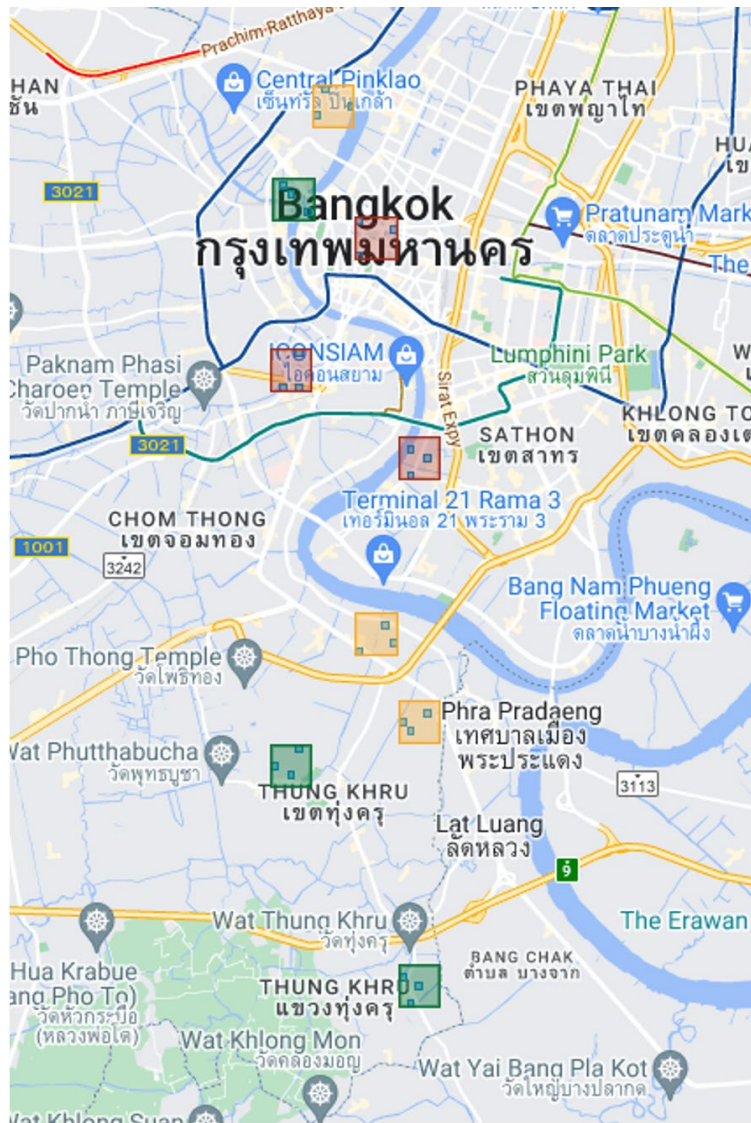 Prachim-Ratthaya
HAN
ชัน
Central Pinklao
เซ็นทรัล ปิ่นเกล้า
PHAYA THAI
เขตพญาไท
HUA
เข
3021
Bangkok
กรุงเทพมหานคร
Pratunam Mark
ตลาดประตูน้ำ
The
ICONSIAM
ไอคอนสยาม
Paknam Phasi
Charoen Temple
วัดปากน้ำ ภาษีเจริญ
Lumphini Park
สวนลุมพินี
Sirat Expy
W
3021
SATHON
เขตสาทร
KHLONG TO
เขตคลองเต
Terminal 21 Rama 3
เทอร์มินอล 21 พระราม 3
CHOM THONG
เขตจอมทอง
1001
3242
Bang Nam Phueng
Floating Market
ตลาดน้ำบางน้ำผึ้ง
Pho Thong Temple
วัดโพธิ์ทอง
Phra Pradaeng
เทศบาลเมือง
พระประแดง
Wat Phutthabucha
วัดพุทธบูชา
THUNG KHRU
เขตทุ่งครุ
3113
Lat Luang
ลัดหลวง
9
Wat Thung Khru
วัดทุ่งครุ
The Erawan
BANG CHAK
ตำบล บางจาก
Hua Krabue
ang Pho To)
วัดหัวกระบือ
(หลวงพ่อโต)
THUNG KHRU
แขวงทุ่งครุ
Wat Khlong Mon
วัดคลองมอญ
Wat Yai Bang Pla Kot
วัดใหญ่บางปลากด
Wat Khlong Suan